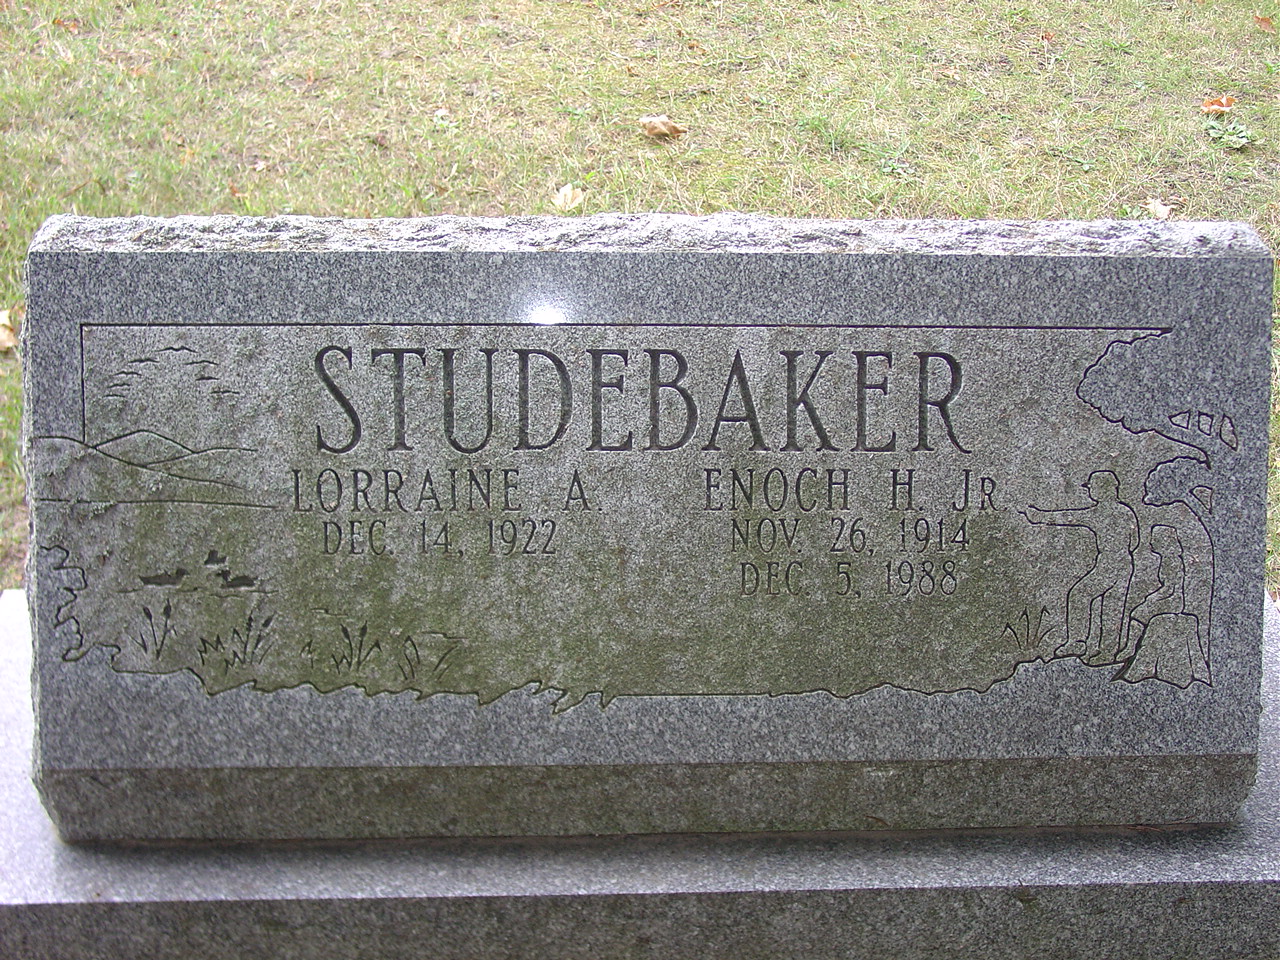 STUDEBAKER
LORRAINE A. ENOCH H. JR.
DEC. 14, 1922 NOV. 26, 1914
DEC. 5, 1988